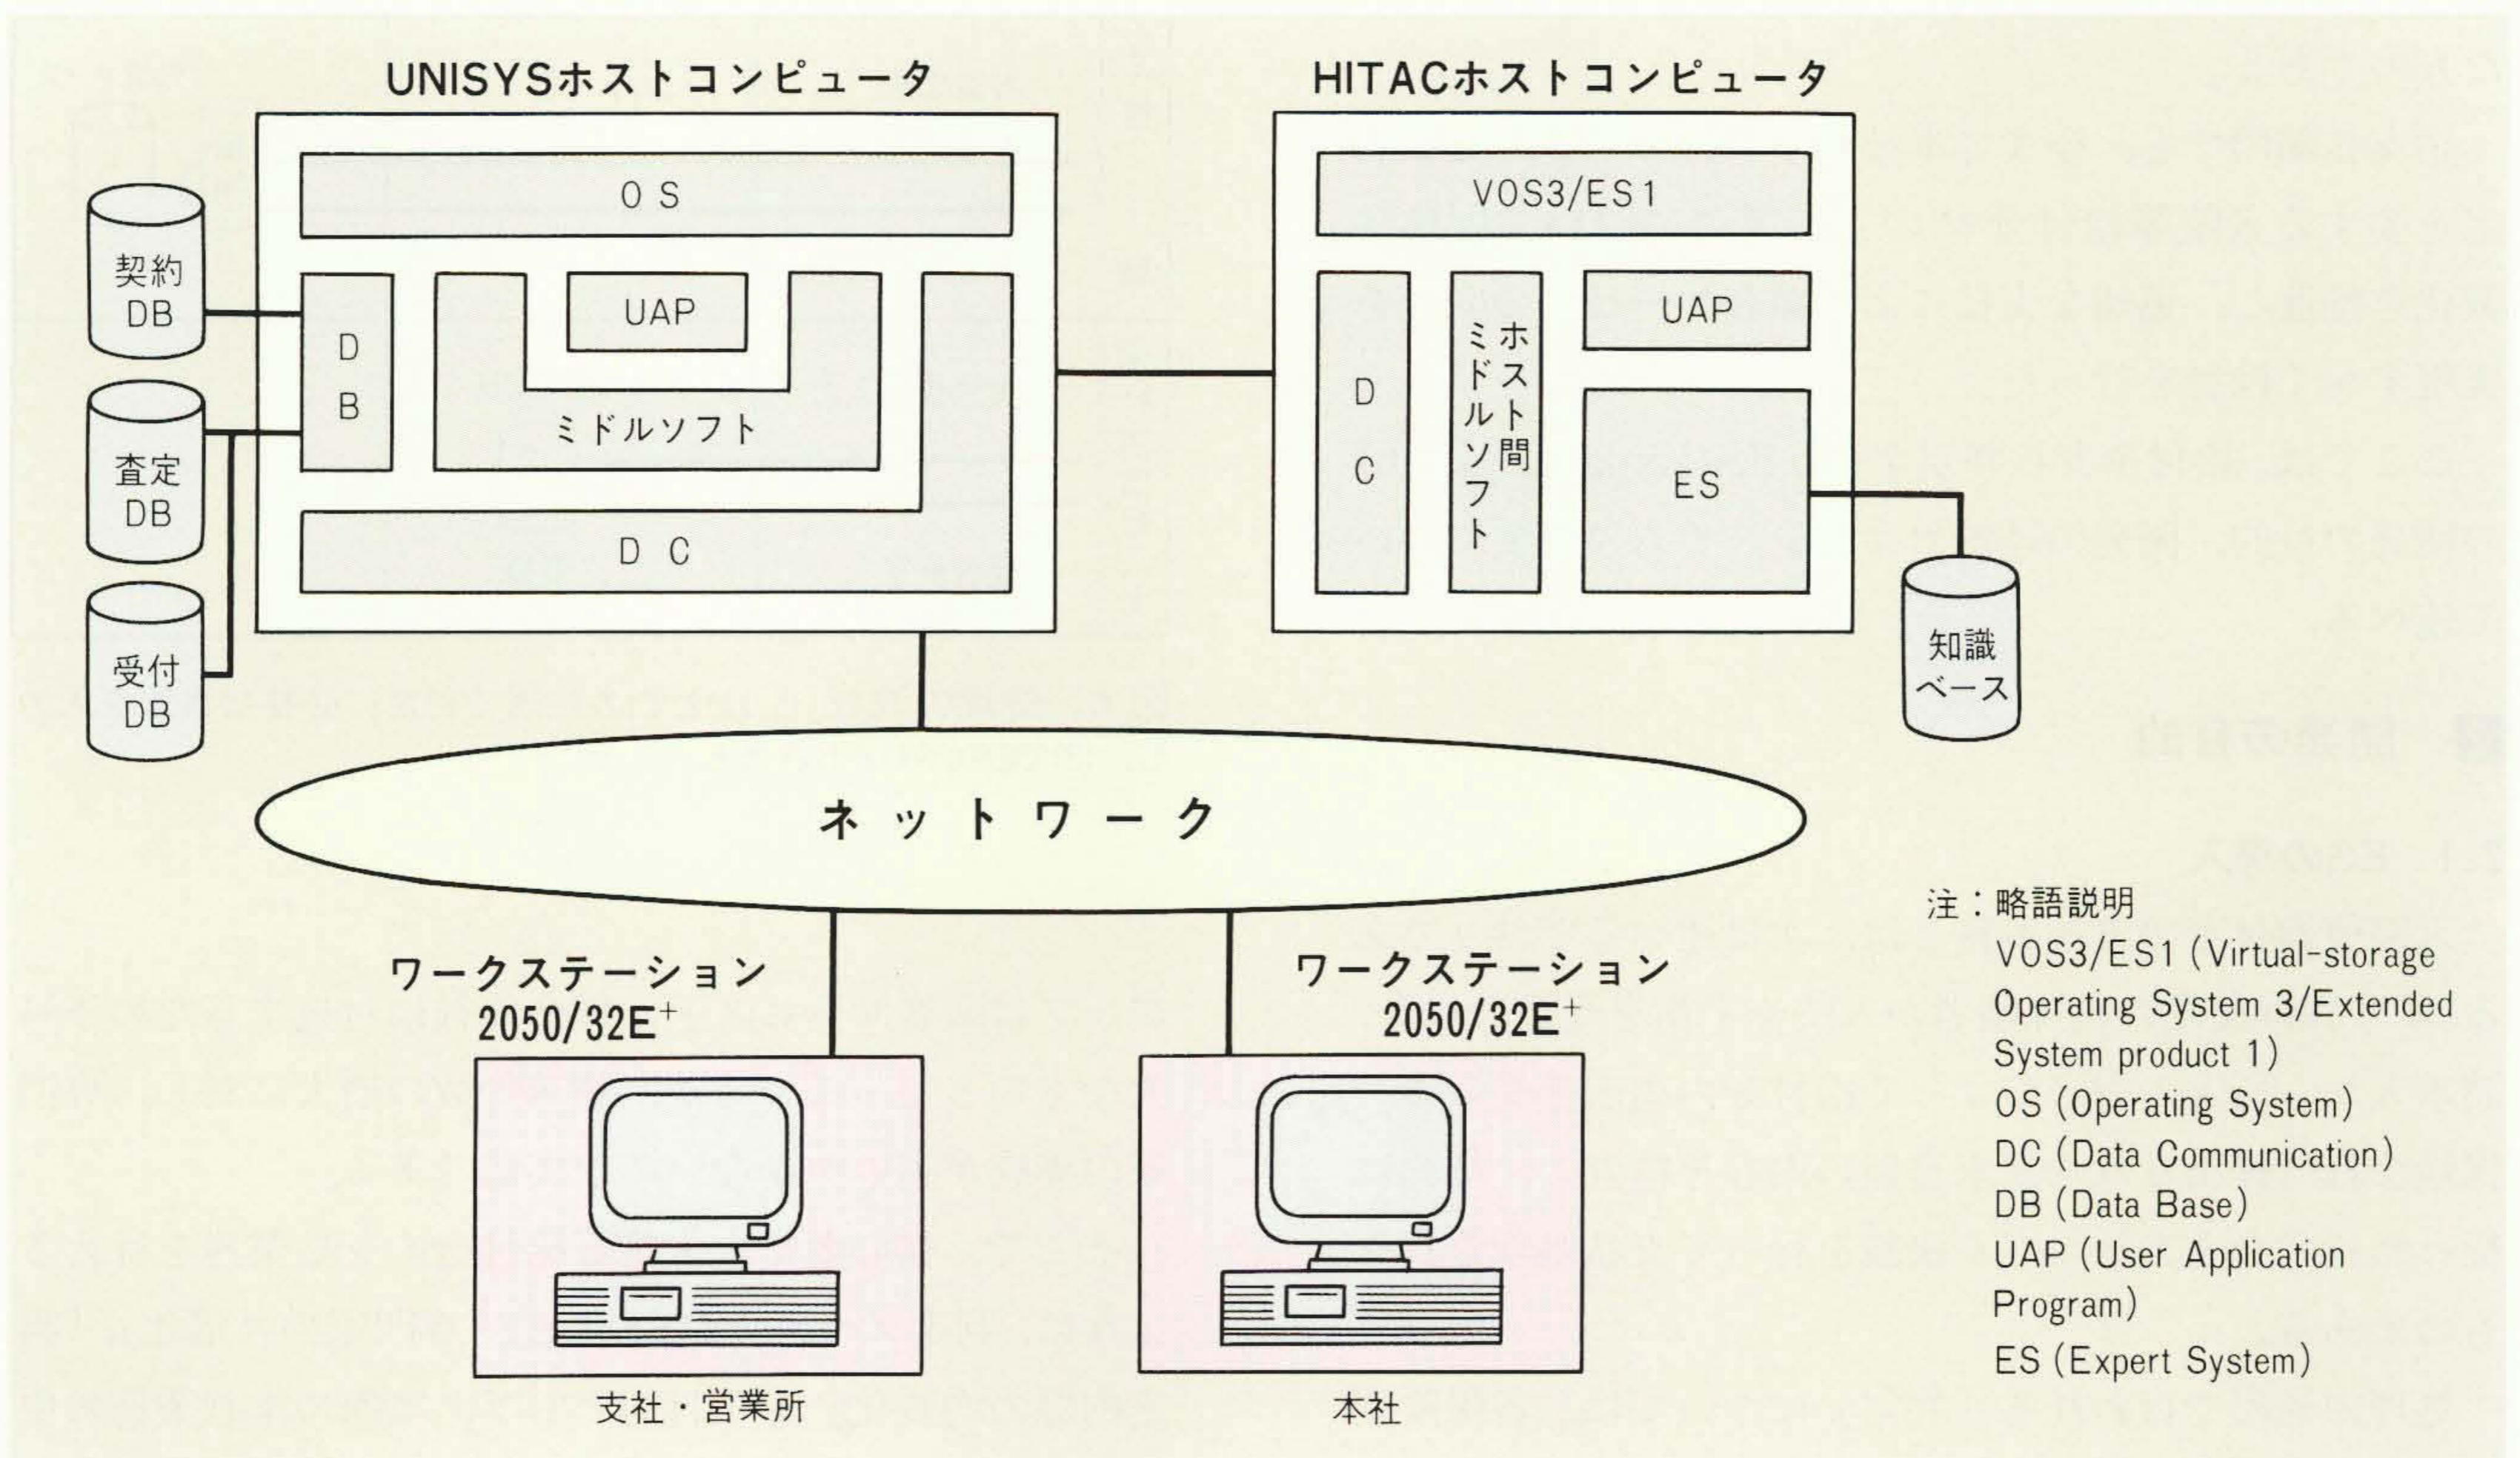 UNISYSホストコンピュータ
OS
契約
DB
査定
DB
受付
DB
DB
UAP
ミドルソフト
DC
HITACホストコンピュータ
VOS3/ES1
DC
ホスト間
ミドルソフト
UAP
ES
知識
ベース
ネットワーク
ワークステーション
2050/32E+
支社・営業所
ワークステーション
2050/32E+
本社
注：略語説明
VOS3/ES1 (Virtual-storage
Operating System 3/Extended
System product 1)
OS (Operating System)
DC (Data Communication)
DB (Data Base)
UAP (User Application
Program)
ES (Expert System)